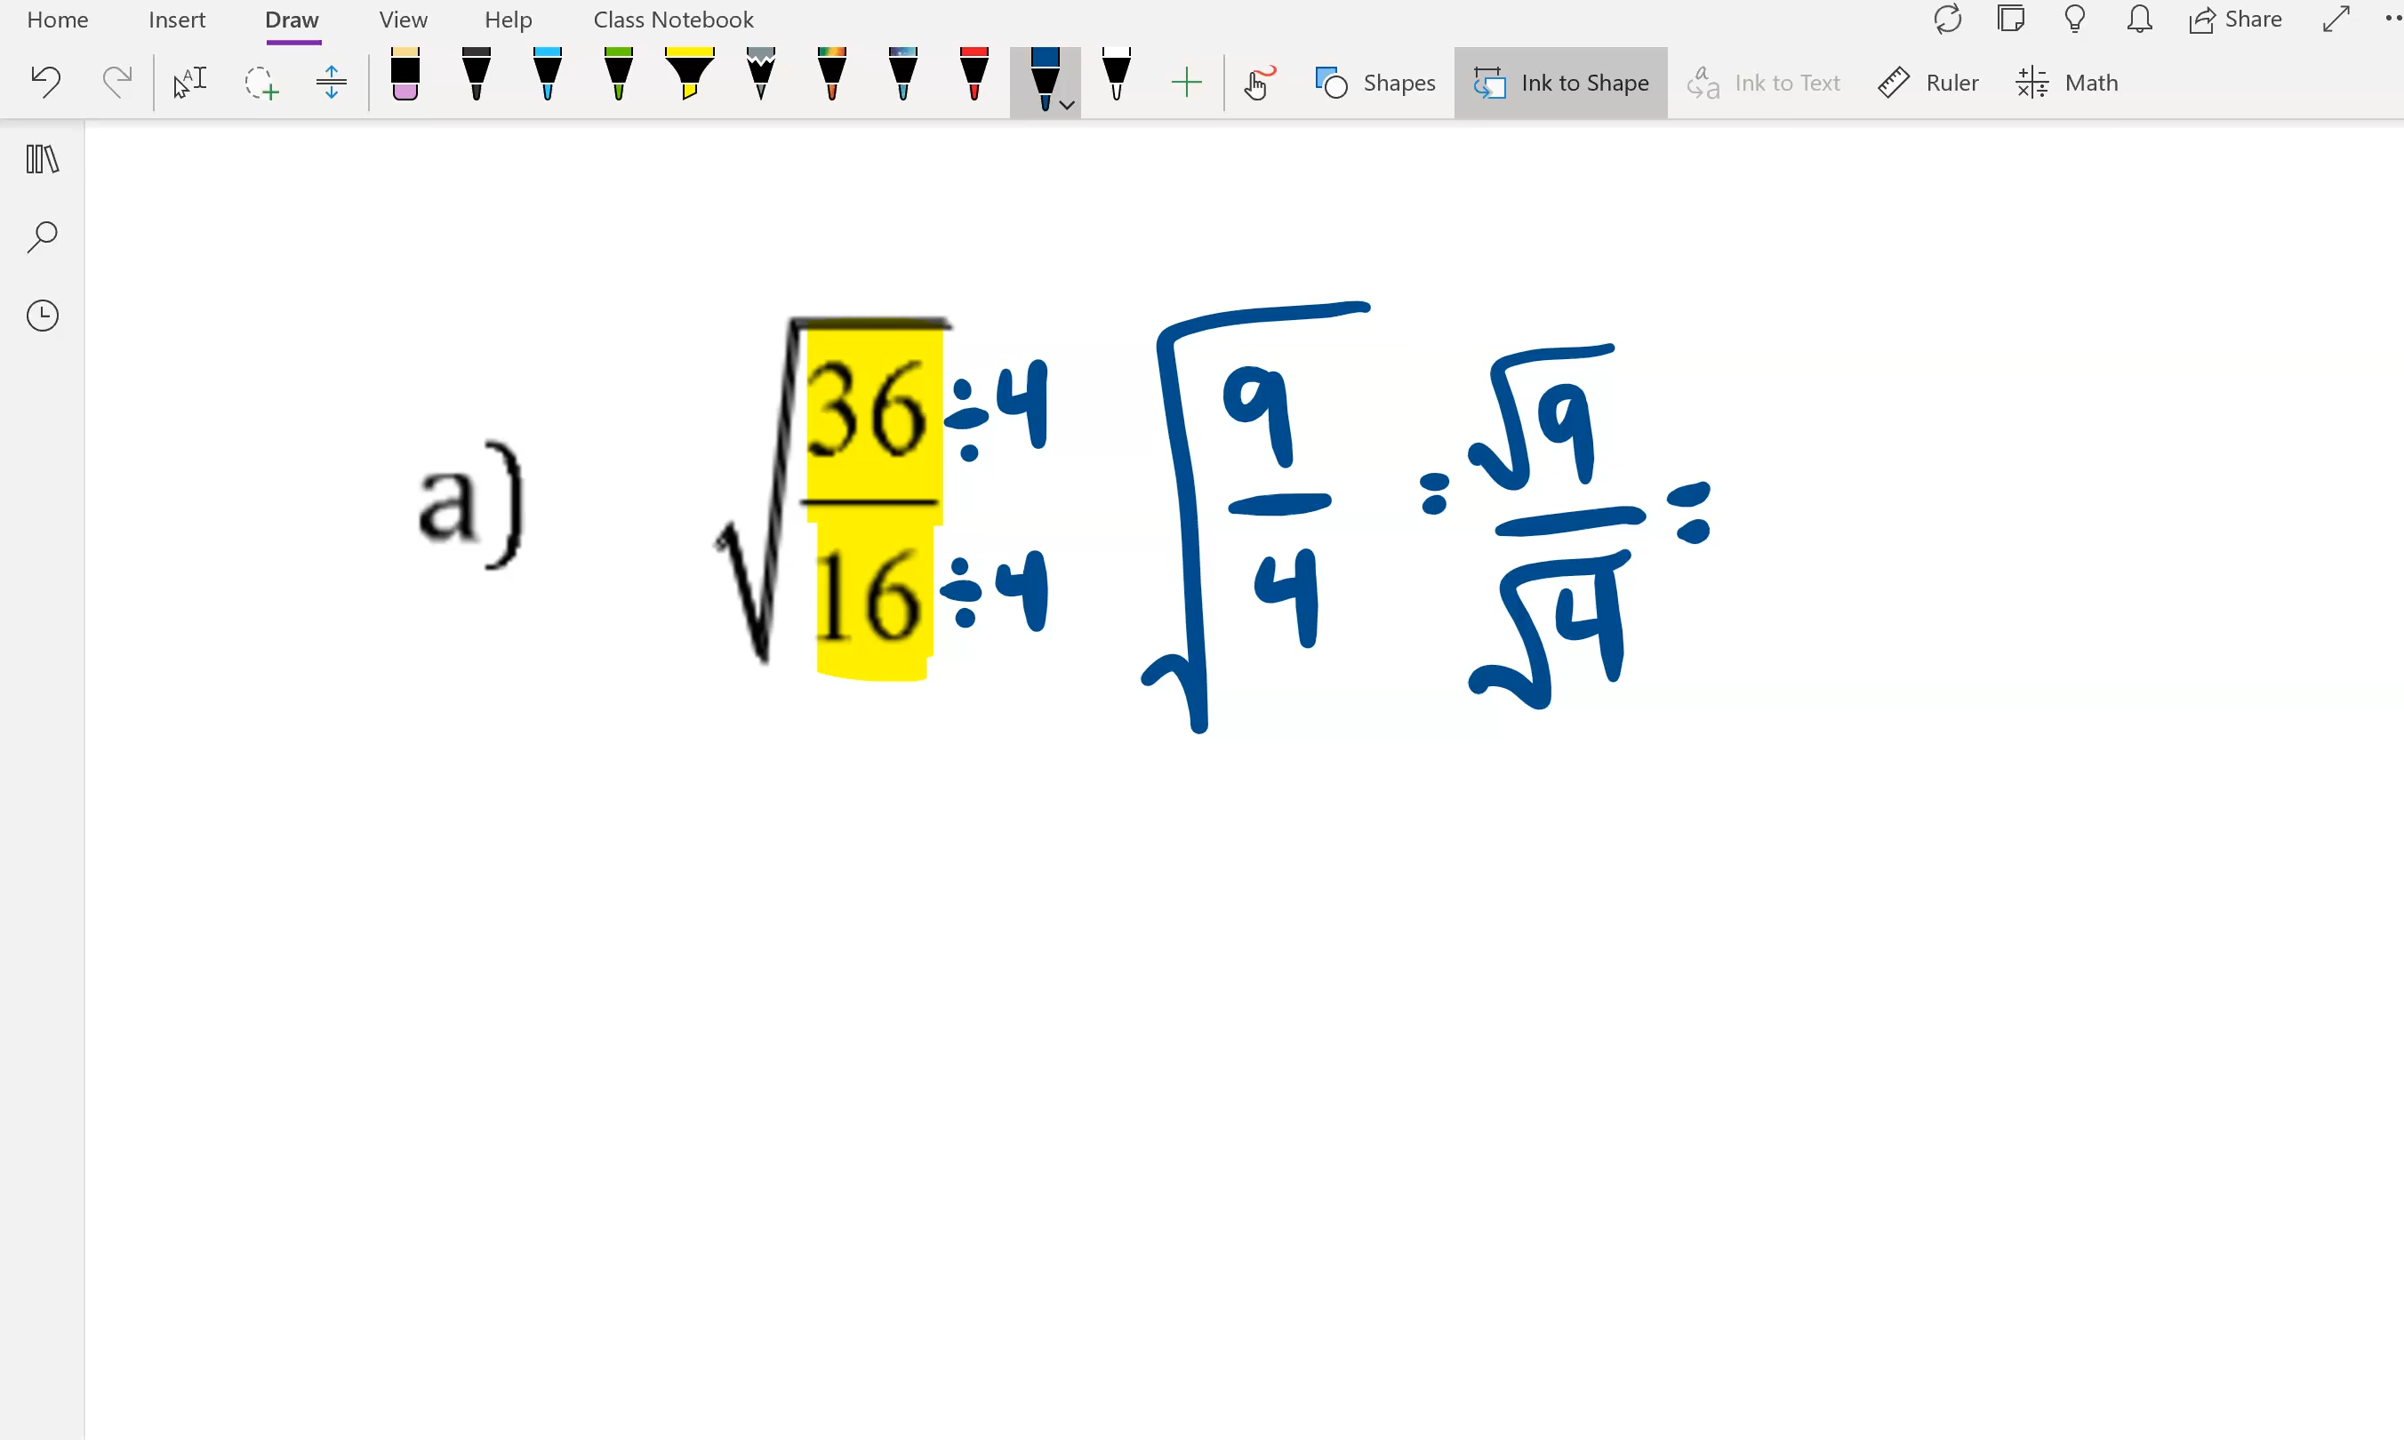 Home Insert Draw View Help Class Notebook Share
Shapes Ink to Shape Ink to Text Ruler Math
a) √(36/16) ÷4 ÷4 √(9/4) = √9/√4 =